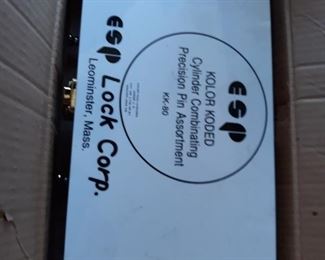 esp
KOLOR KODED
Cylinder Combinating
Precision Pin Assortment
KK-80
esp Lock Corp.
Leominster, Mass.